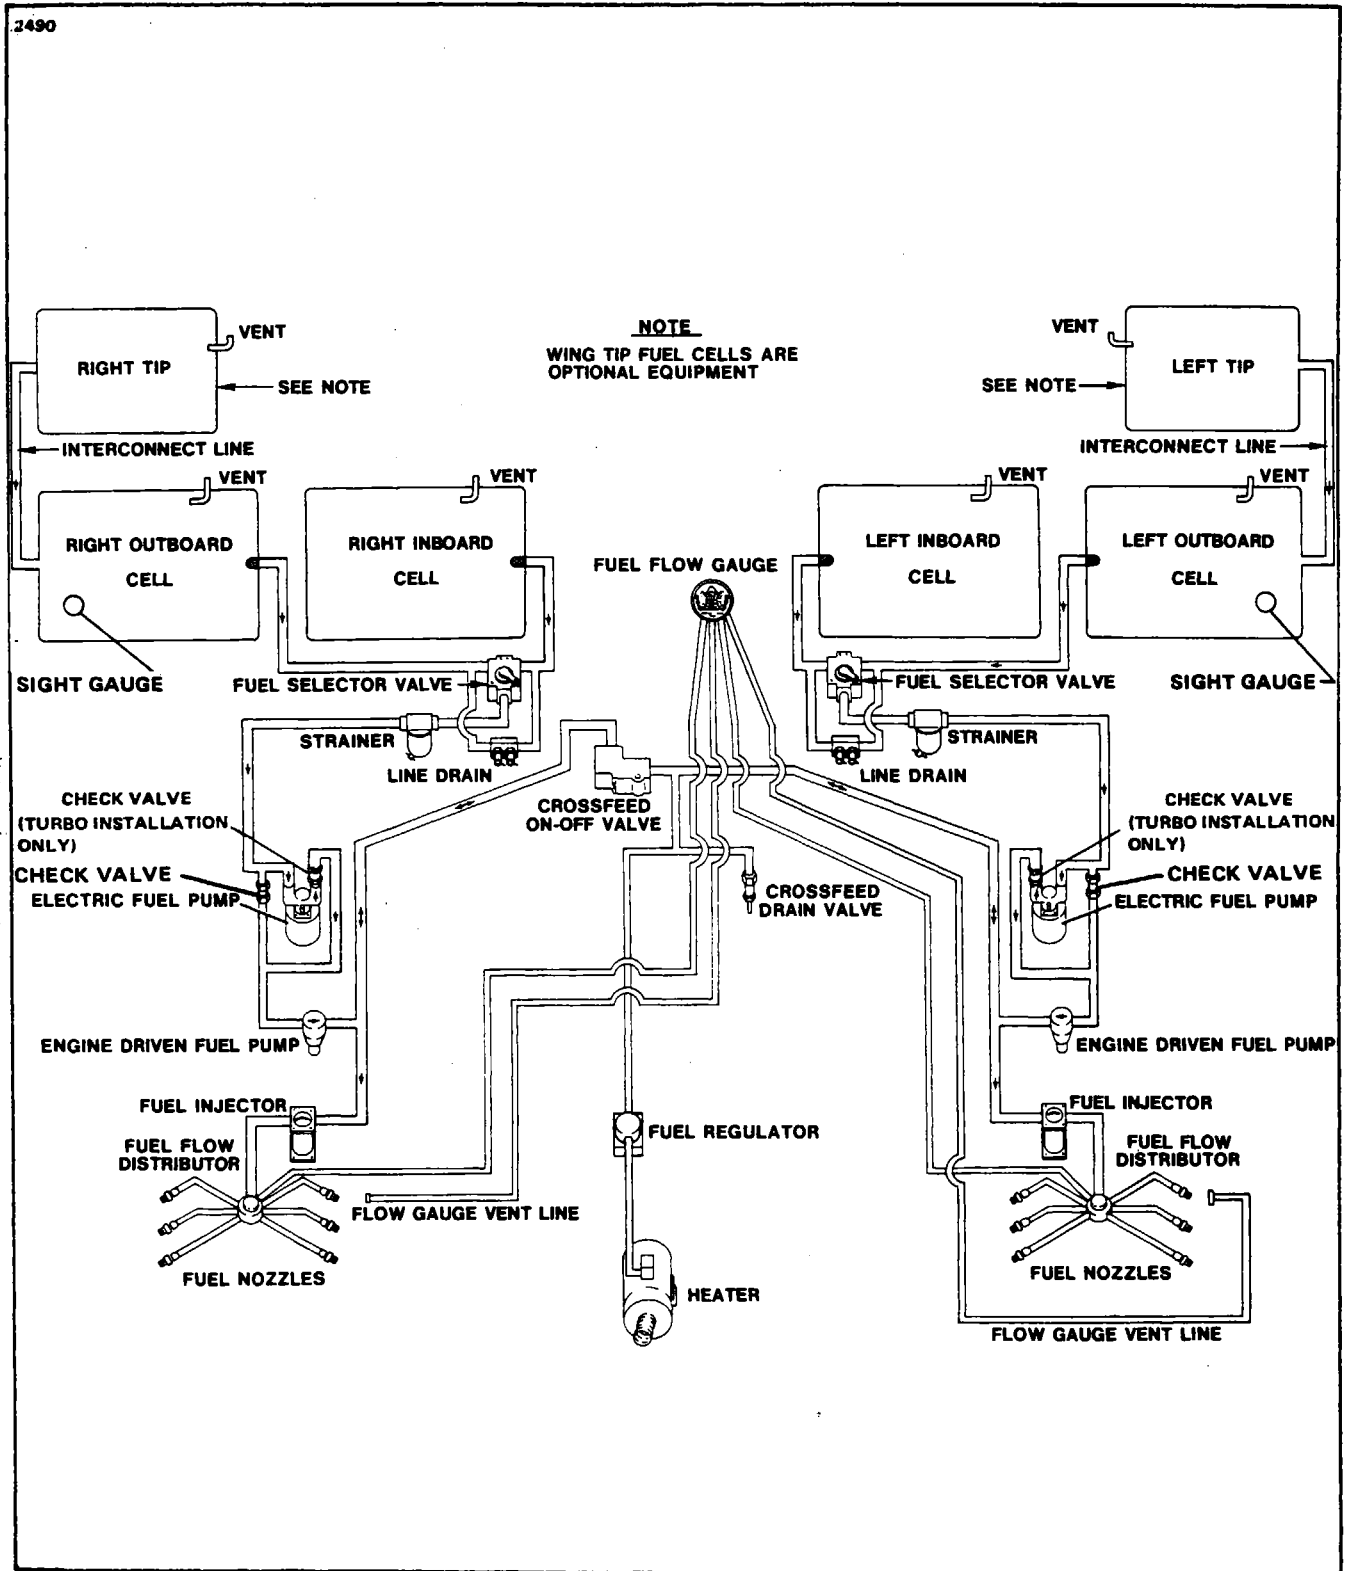 2490
RIGHT TIP
VENT
SEE NOTE
INTERCONNECT LINE
NOTE
WING TIP FUEL CELLS ARE
OPTIONAL EQUIPMENT
VENT
LEFT TIP
SEE NOTE
INTERCONNECT LINE
VENT
RIGHT OUTBOARD
CELL
VENT
RIGHT INBOARD
CELL
FUEL FLOW GAUGE
VENT
LEFT INBOARD
CELL
VENT
LEFT OUTBOARD
CELL
SIGHT GAUGE
FUEL SELECTOR VALVE
FUEL SELECTOR VALVE
SIGHT GAUGE
STRAINER
LINE DRAIN
STRAINER
LINE DRAIN
CROSSFEED
ON-OFF VALVE
CHECK VALVE
(TURBO INSTALLATION
ONLY)
CHECK VALVE
ELECTRIC FUEL PUMP
CROSSFEED
DRAIN VALVE
CHECK VALVE
(TURBO INSTALLATION
ONLY)
CHECK VALVE
ELECTRIC FUEL PUMP
ENGINE DRIVEN FUEL PUMP
ENGINE DRIVEN FUEL PUMP
FUEL INJECTOR
FUEL FLOW
DISTRIBUTOR
FLOW GAUGE VENT LINE
FUEL NOZZLES
FUEL REGULATOR
HEATER
FUEL INJECTOR
FUEL FLOW
DISTRIBUTOR
FUEL NOZZLES
FLOW GAUGE VENT LINE